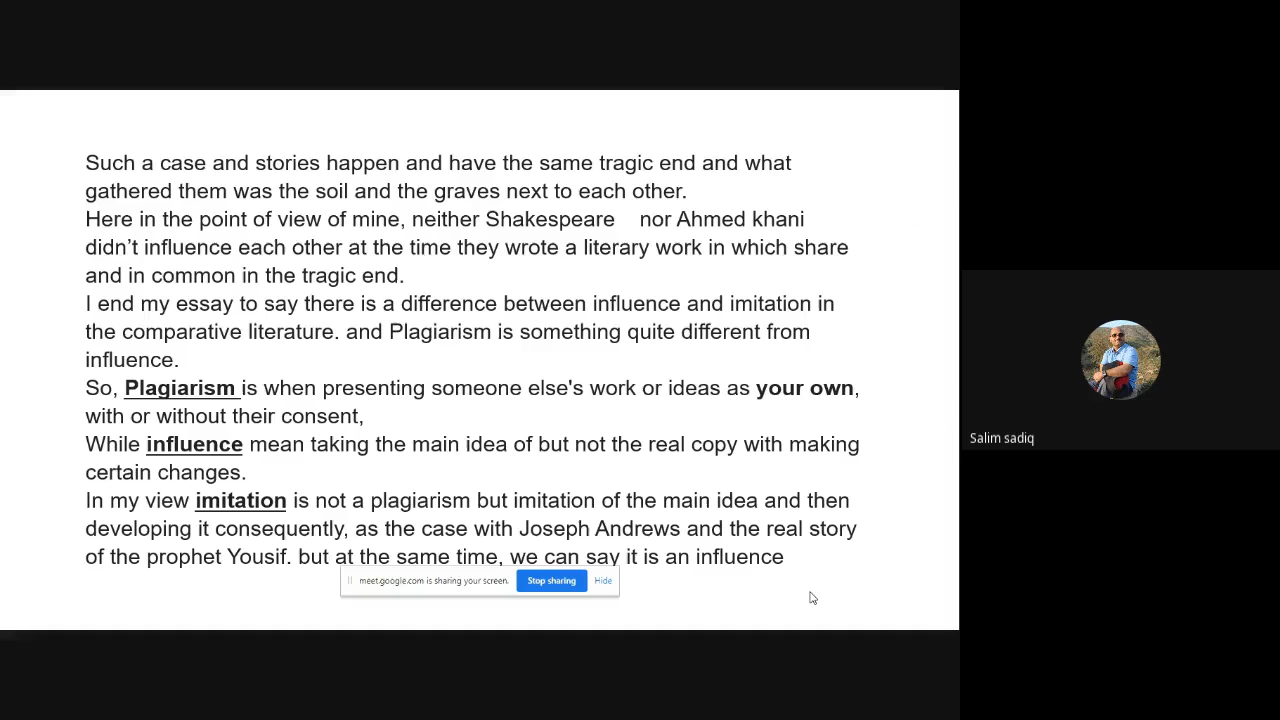 Such a case and stories happen and have the same tragic end and what
gathered them was the soil and the graves next to each other.
Here in the point of view of mine, neither Shakespeare nor Ahmed khani
didn’t influence each other at the time they wrote a literary work in which share
and in common in the tragic end.
I end my essay to say there is a difference between influence and imitation in
the comparative literature. and Plagiarism is something quite different from
influence.
So, Plagiarism is when presenting someone else's work or ideas as your own,
with or without their consent,
While influence mean taking the main idea of but not the real copy with making
certain changes.
In my view imitation is not a plagiarism but imitation of the main idea and then
developing it consequently, as the case with Joseph Andrews and the real story
of the prophet Yousif. but at the same time, we can say it is an influence
meet.google.com is sharing your screen. Stop sharing Hide
Salim sadiq